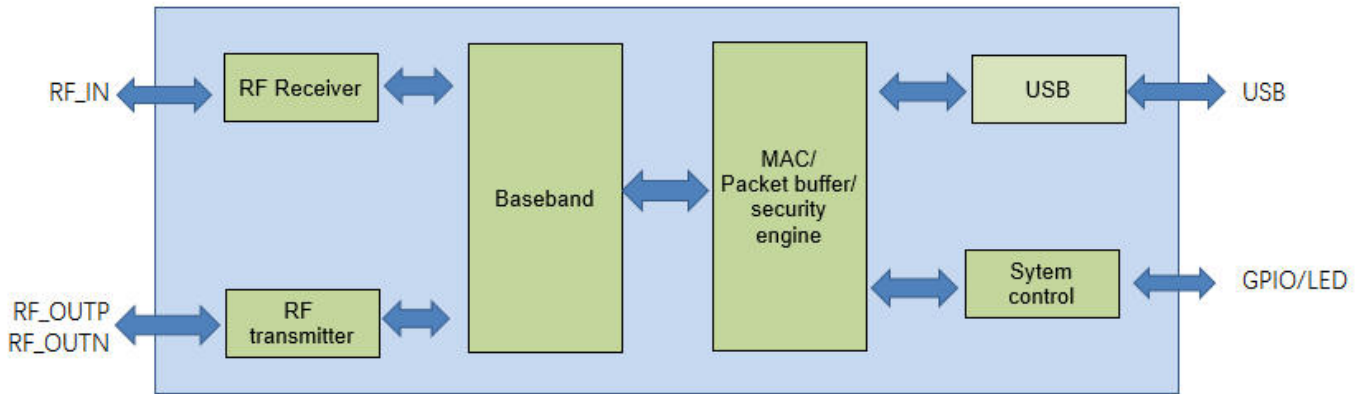 RF_IN
RF Receiver
Baseband
MAC/
Packet buffer/
security
engine
USB
USB
RF_OUTP
RF_OUTN
RF
transmitter
Sytem
control
GPIO/LED